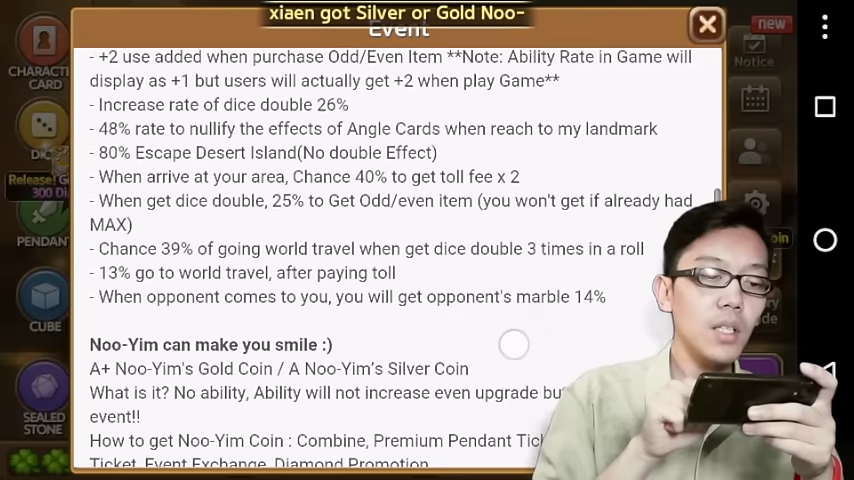 xiaen got Silver or Gold Noo-
Event
new
CHARACT
CARD
Notice
- +2 use added when purchase Odd/Even Item **Note: Ability Rate in Game will
display as +1 but users will actually get +2 when play Game**
- Increase rate of dice double 26%
- 48% rate to nullify the effects of Angle Cards when reach to my landmark
- 80% Escape Desert Island(No double Effect)
- When arrive at your area, Chance 40% to get toll fee x 2
- When get dice double, 25% to Get Odd/even item (you won't get if already had
MAX)
- Chance 39% of going world travel when get dice double 3 times in a roll
- 13% go to world travel, after paying toll
- When opponent comes to you, you will get opponent's marble 14%
Noo-Yim can make you smile :)
A+ Noo-Yim's Gold Coin / A Noo-Yim's Silver Coin
What is it? No ability, Ability will not increase even upgrade bu
event!!
How to get Noo-Yim Coin : Combine, Premium Pendant Tick
Ticket, Event Exchange, Diamond Promotion
DIC
Release! G
300 Di
PENDANT
CUBE
SEALED
STONE